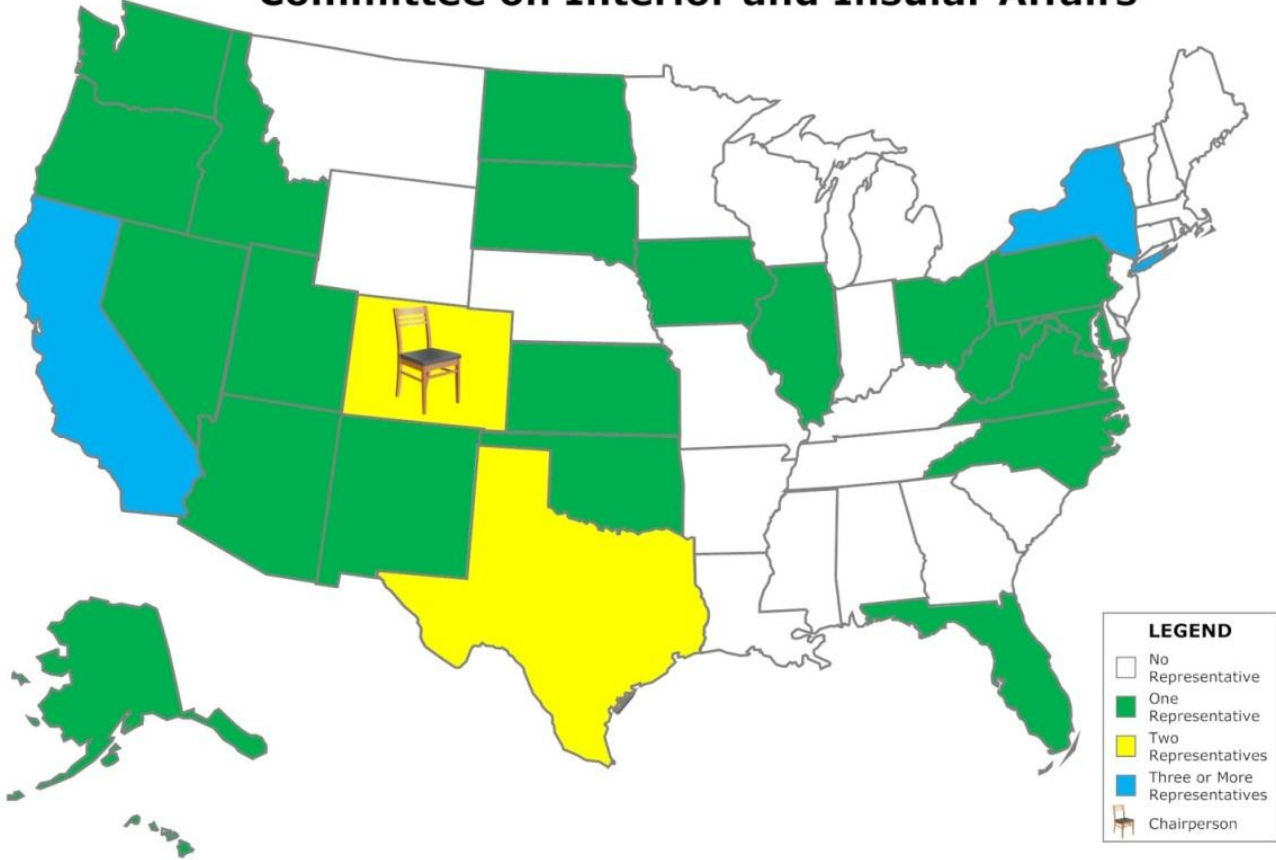 Committee on Interior and Insular Affairs
LEGEND
No
Representative
One
Representative
Two
Representatives
Three or More
Representatives
Chairperson